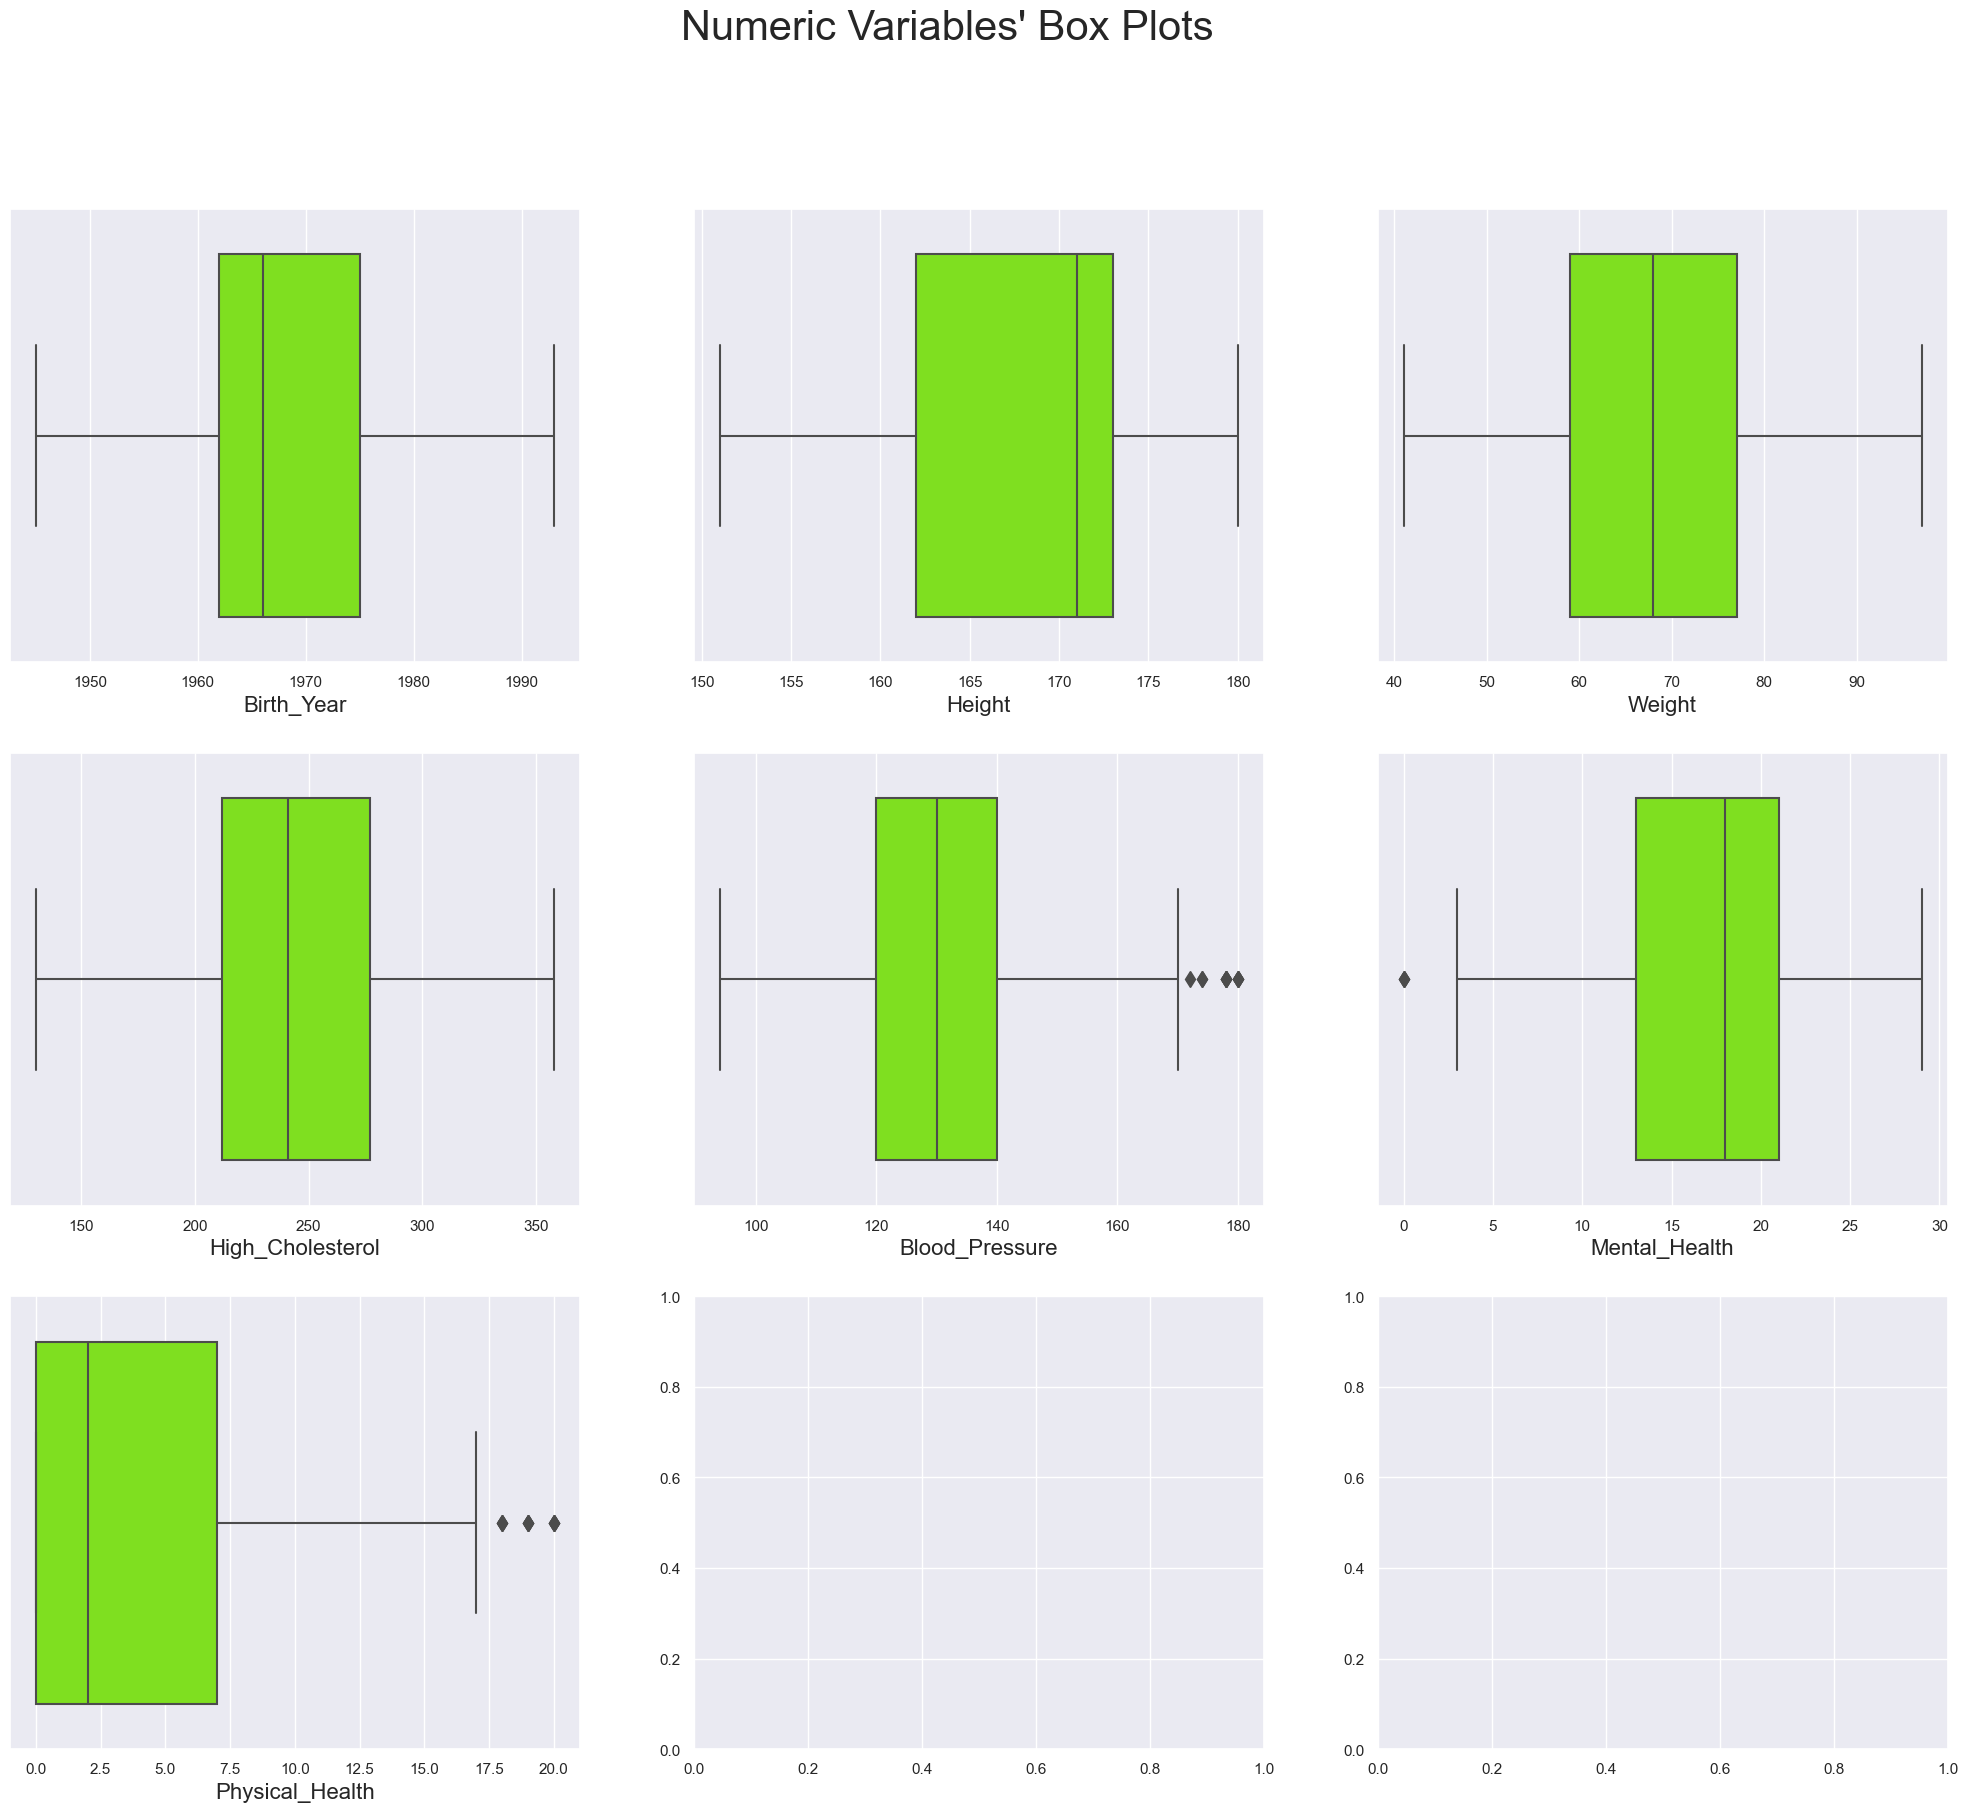 Numeric Variables' Box Plots
1950 1960 1970 1980 1990
Birth_Year
150 155 160 165 170 175 180
Height
40 50 60 70 80 90
Weight
150 200 250 300 350
High_Cholesterol
100 120 140 160 180
Blood_Pressure
0 5 10 15 20 25 30
Mental_Health
0.0 2.5 5.0 7.5 10.0 12.5 15.0 17.5 20.0
Physical_Health
1.0
0.8
0.6
0.4
0.2
0.0
0.0 0.2 0.4 0.6 0.8 1.0
1.0
0.8
0.6
0.4
0.2
0.0
0.0 0.2 0.4 0.6 0.8 1.0